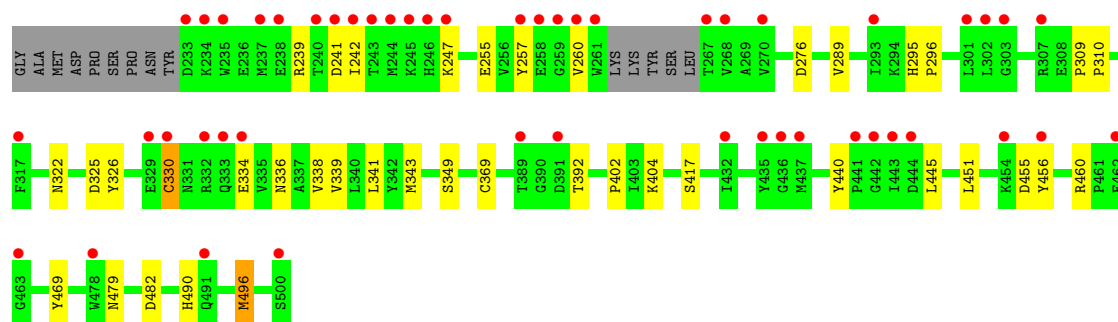 GLY ALA MET ASP PRO SER PRO ASN TYR D233 K234 W235 E236 M237 E238 R239 T240 D241 I242 T243 M244 K245 H246 K247 E255 V256 Y257 E258 G259 V260 W261 LYS LYS TYR SER LEU T267 V268 A269 V270 D276 V289 I293 K294 H295 P296 L301 L302 G303 R307 E308 P309 P310
F317 N322 D325 Y326 E329 C330 N331 R332 Q333 E334 V335 N336 A337 V338 V339 L340 L341 Y342 M343 S349 C369 T389 G390 D391 T392 P402 I403 K404 S417 I432 Y435 G436 M437 Y440 P441 G442 I443 D444 L445 L451 K454 D455 Y456 R460 P461
G463 Y469 W478 N479 D482 H490 Q491 M496 S500